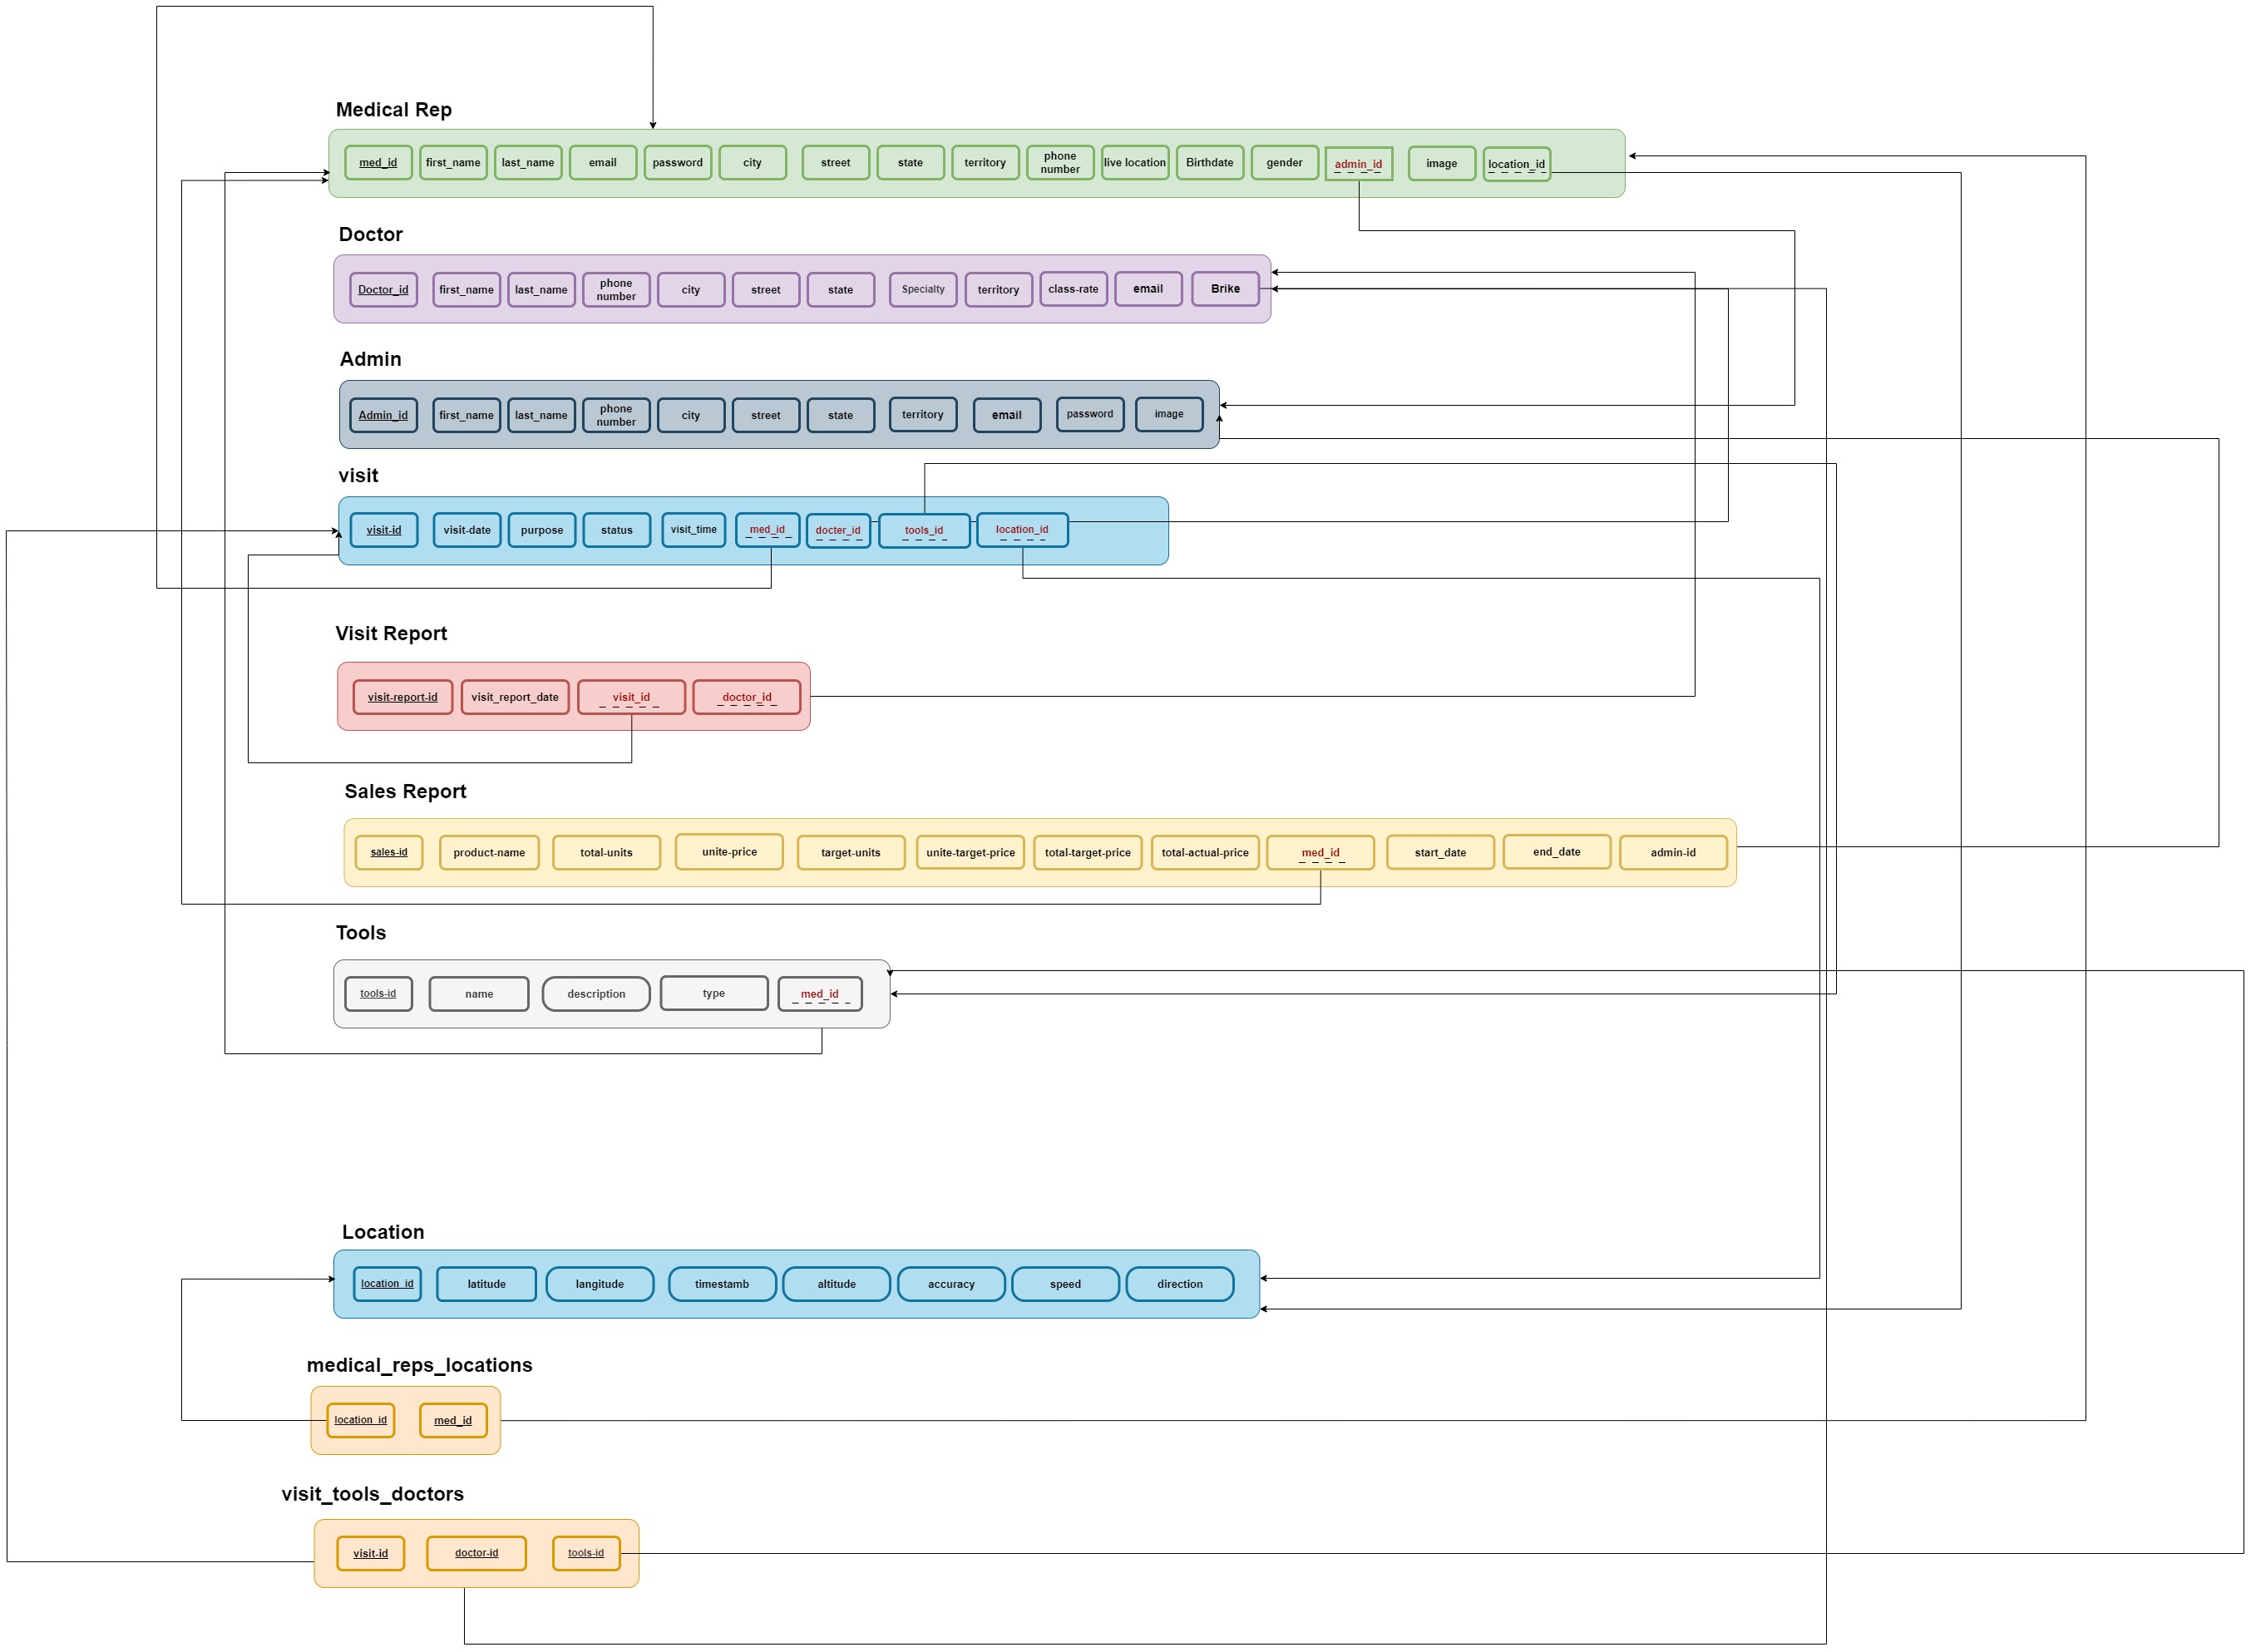 Medical Rep
med_id first_name last_name email password city street state territory phone number live location Birthdate gender admin_id image location_id
Doctor
Doctor_id first_name last_name phone number city street state Specialty territory class-rate email Brike
Admin
Admin_id first_name last_name phone number city street state territory email password image
visit
visit-id visit-date purpose status visit_time med_id docter_id tools_id location_id
Visit Report
visit-report-id visit_report_date visit_id doctor_id
Sales Report
sales-id product-name total-units unite-price target-units unite-target-price total-target-price total-actual-price med_id start_date end_date admin-id
Tools
tools-id name description type med_id
Location
location_id latitude langitude timestamb altitude accuracy speed direction
medical_reps_locations
location_id med_id
visit_tools_doctors
visit-id doctor-id tools-id